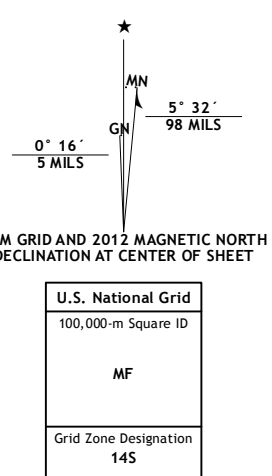 ★
MN
5° 32´
98 MILS
GN
0° 16´
5 MILS
M GRID AND 2012 MAGNETIC NORTH
DECLINATION AT CENTER OF SHEET
U.S. National Grid
100,000-m Square ID
MF
Grid Zone Designation
14S